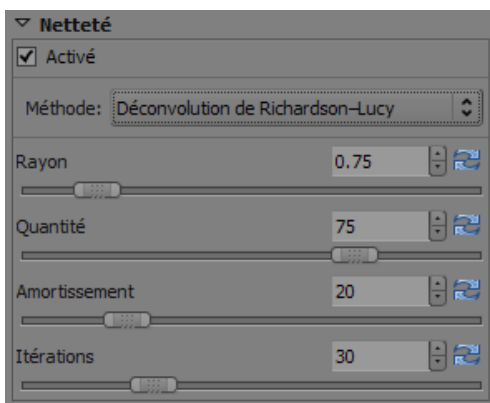 Netteté
Activé
Méthode: Déconvolution de Richardson–Lucy
Rayon 0.75
Quantité 75
Amortissement 20
Itérations 30